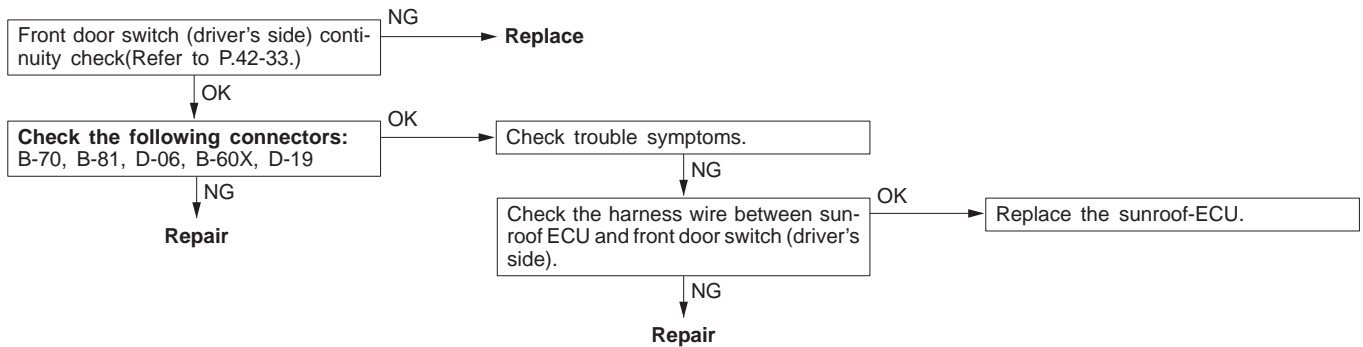 Front door switch (driver's side) conti-
nuity check(Refer to P.42-33.)
NG
Replace
OK
Check the following connectors:
B-70, B-81, D-06, B-60X, D-19
OK
Check trouble symptoms.
NG
Repair
NG
Check the harness wire between sun-
roof ECU and front door switch (driver's
side).
OK
Replace the sunroof-ECU.
NG
Repair